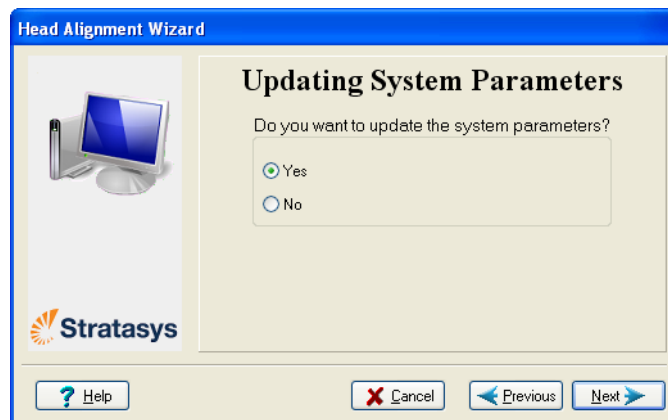 Head Alignment Wizard
Updating System Parameters
Do you want to update the system parameters?
Yes
No
Stratasys
Help
Cancel
Previous
Next